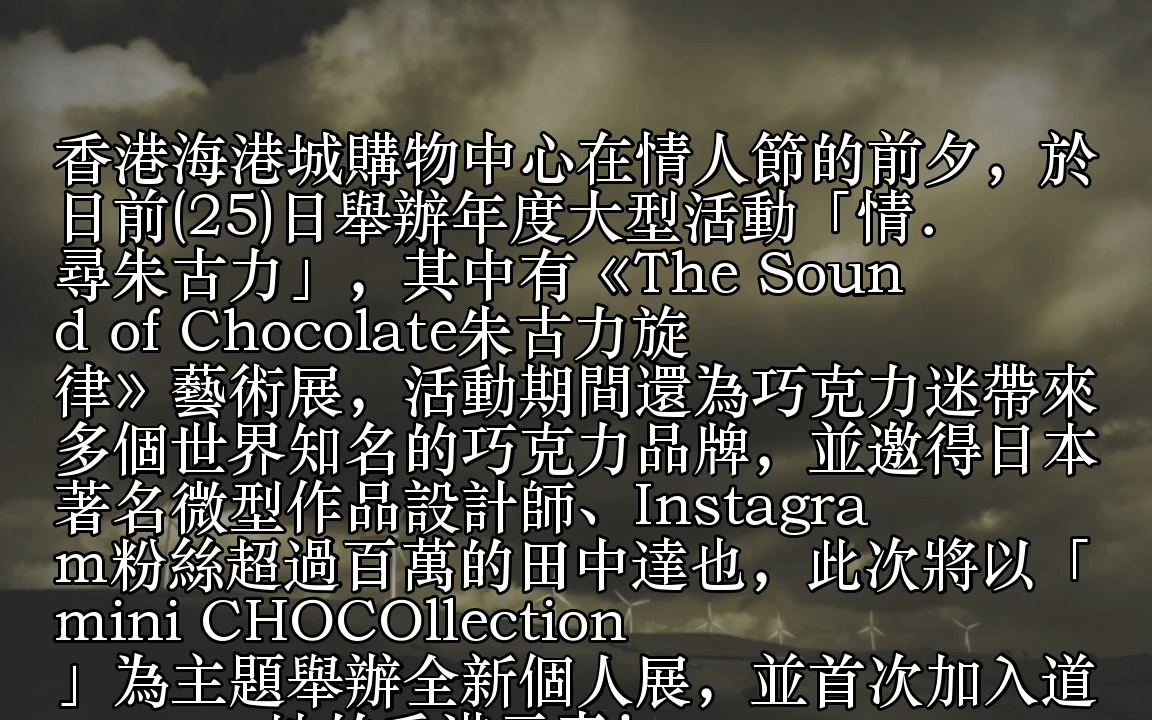 香港海港城購物中心在情人節的前夕，於
日前(25)日舉辦年度大型活動「情．
尋朱古力」，其中有《The Soun
d of Chocolate朱古力旋
律》藝術展，活動期間還為巧克力迷帶來
多個世界知名的巧克力品牌，並邀得日本
著名微型作品設計師、Instagra
m粉絲超過百萬的田中達也，此次將以「
mini CHOCOllection
」為主題舉辦全新個人展，並首次加入道